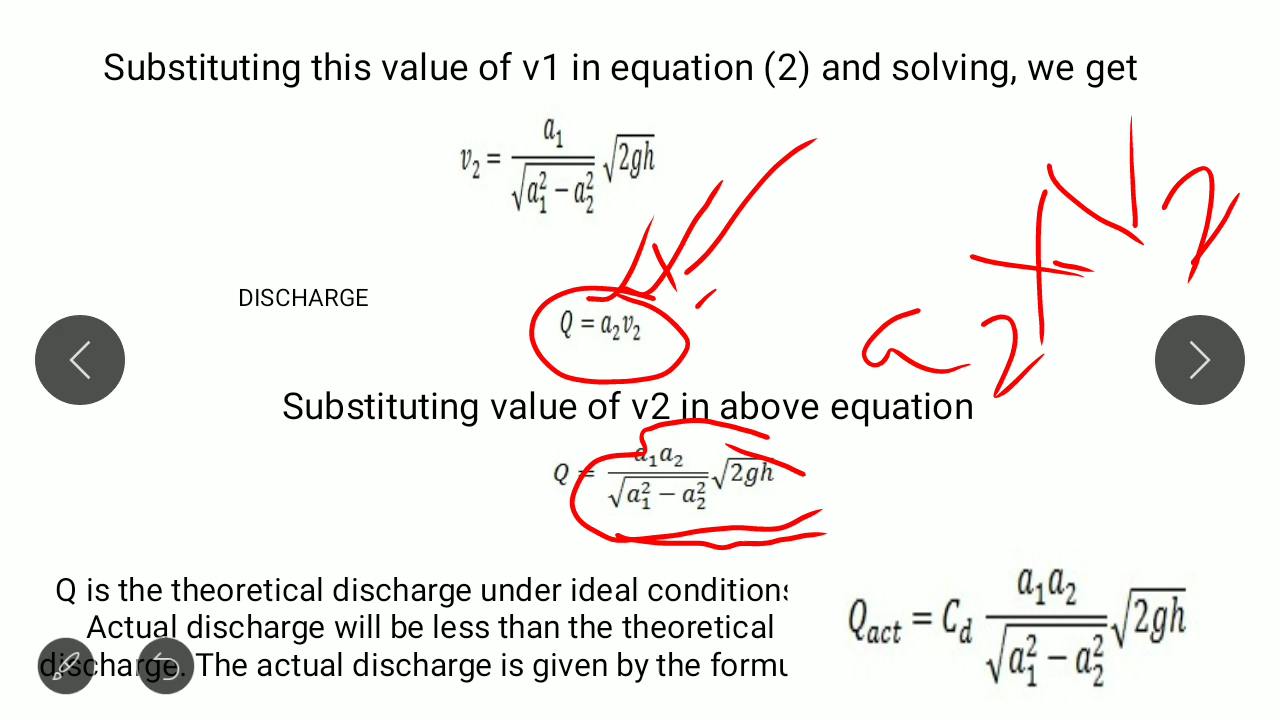 Substituting this value of v1 in equation (2) and solving, we get
v₂ = a₁ / √(a₁² − a₂²) √2gh
DISCHARGE
Q = a₂v₂
a2
V2
Substituting value of v2 in above equation
Q = a₁a₂ / √(a₁² − a₂²) √2gh
Q is the theoretical discharge under ideal conditions
Actual discharge will be less than the theoretical
discharge. The actual discharge is given by the formu
Q_act = C_d a₁a₂ / √(a₁² − a₂²) √2gh